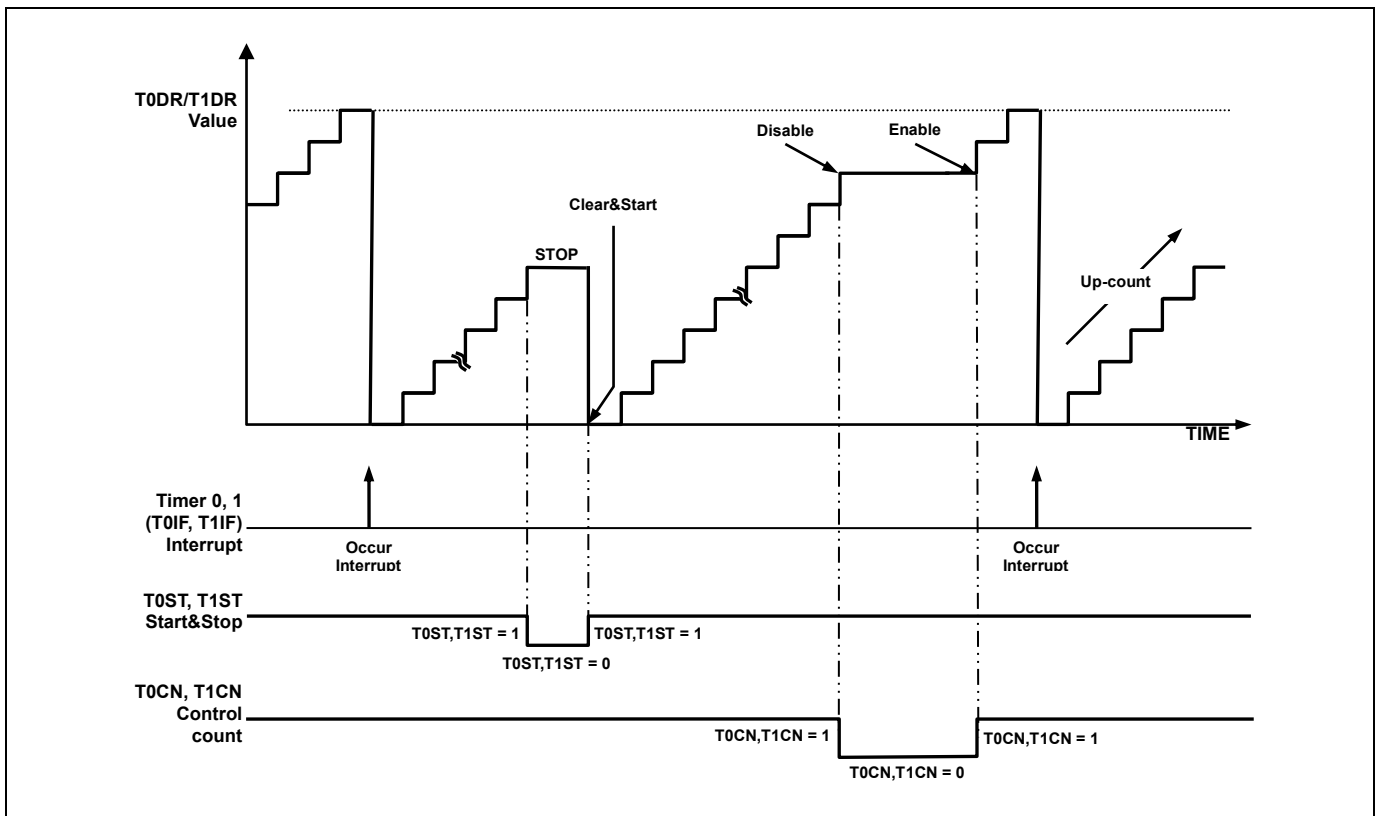 T0DR/T1DR
Value
Disable
Enable
Clear&Start
STOP
Up-count
TIME
Timer 0, 1
(T0IF, T1IF)
Interrupt
Occur
Interrupt
Occur
Interrupt
T0ST, T1ST
Start&Stop
T0ST,T1ST = 1
T0ST,T1ST = 1
T0ST,T1ST = 0
T0CN, T1CN
Control
count
T0CN,T1CN = 1
T0CN,T1CN = 1
T0CN,T1CN = 0